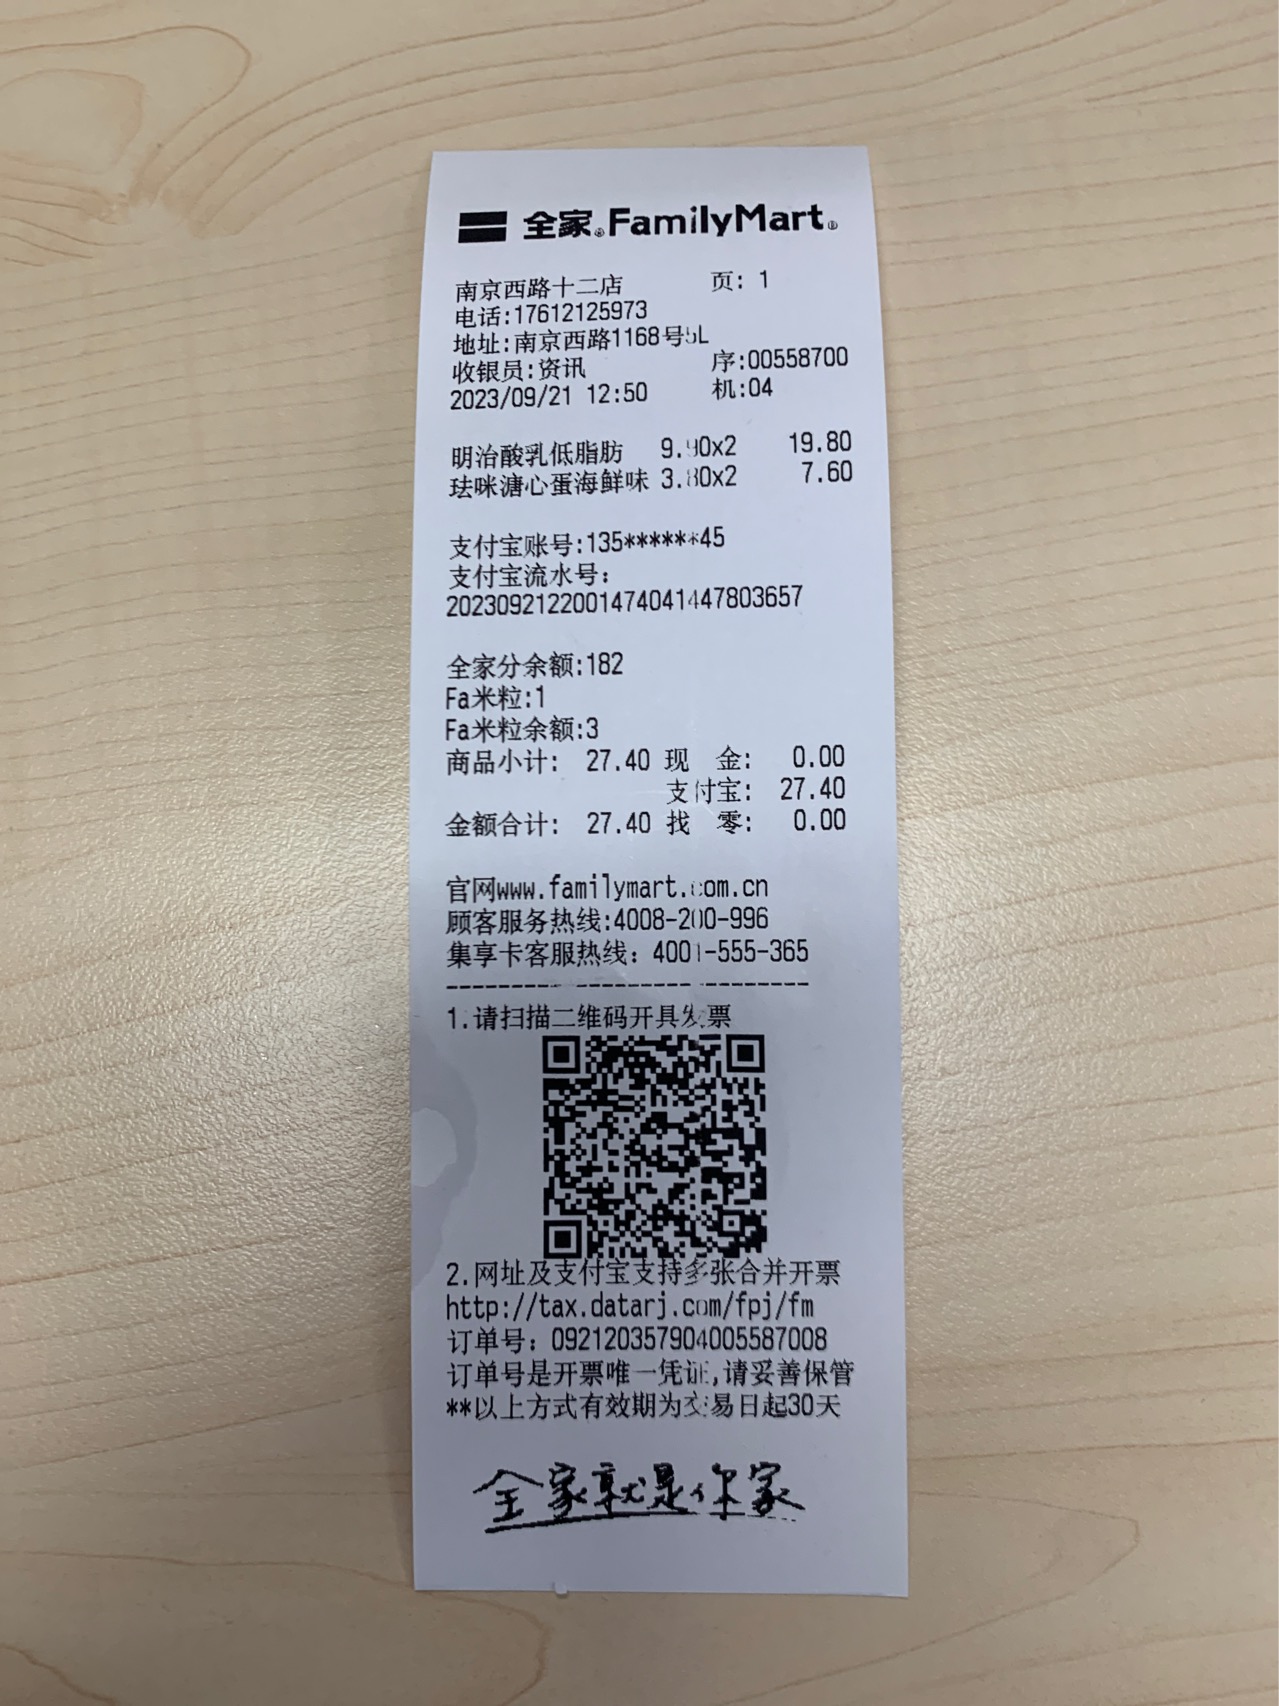 全家®FamilyMart®
南京西路十二店 页: 1
电话:17612125973
地址:南京西路1168号5L
收银员:资讯 序:00558700
2023/09/21 12:50 机:04
明治酸乳低脂肪 9.90x2 19.80
珐咪溏心蛋海鲜味 3.80x2 7.60
支付宝账号:135******45
支付宝流水号:
2023092122001474041447803657
全家分余额:182
Fa米粒:1
Fa米粒余额:3
商品小计: 27.40 现 金: 0.00
支付宝: 27.40
金额合计: 27.40 找 零: 0.00
官网www.familymart.com.cn
顾客服务热线:4008-200-996
集享卡客服热线: 4001-555-365
----------------------------
1.请扫描二维码开具发票
2.网址及支付宝支持多张合并开票
http://tax.datarj.com/fpj/fm
订单号: 092120357904005587008
订单号是开票唯一凭证,请妥善保管
**以上方式有效期为交易日起30天
全家就是你家